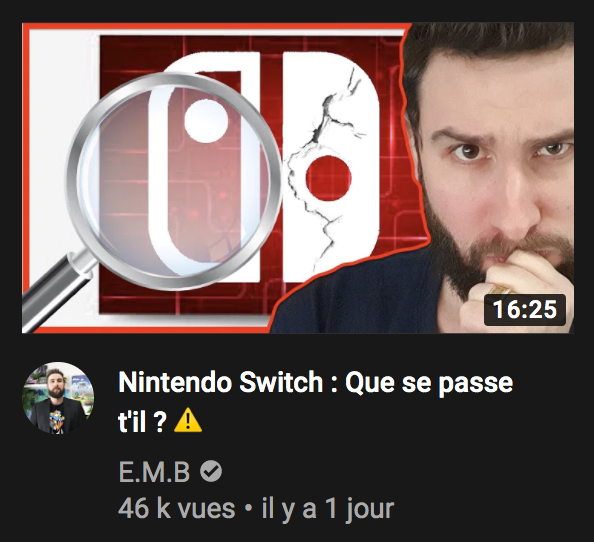 16:25
Nintendo Switch : Que se passe
t'il ? ⚠️
E.M.B
46 k vues • il y a 1 jour